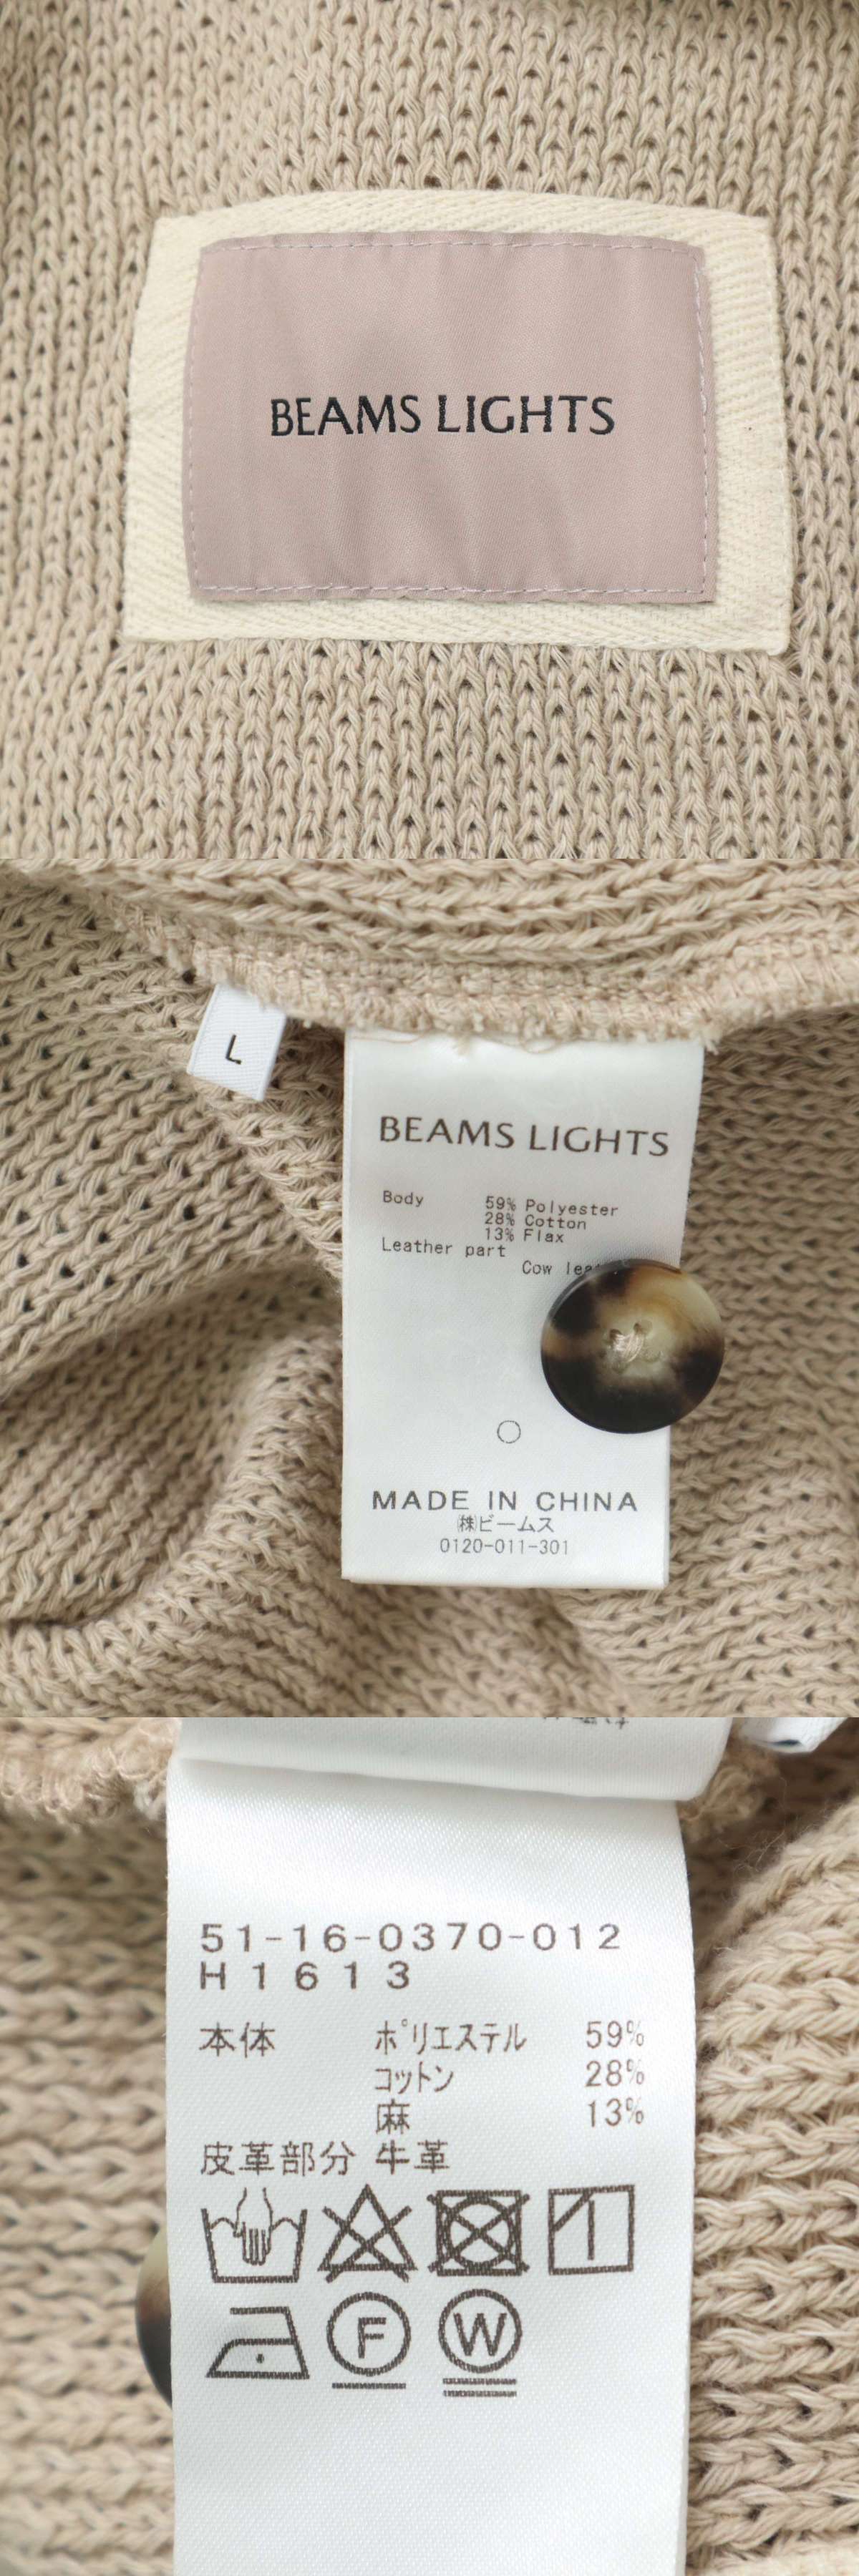 BEAMS LIGHTS
L
BEAMS LIGHTS
Body 59% Polyester
28% Cotton
13% Flax
Leather part
Cow
MADE IN CHINA
㈱ビームス
0120-011-301
51-16-0370-012
H1613
本体 ポリエステル 59%
コットン 28%
麻 13%
皮革部分 牛革
F
W